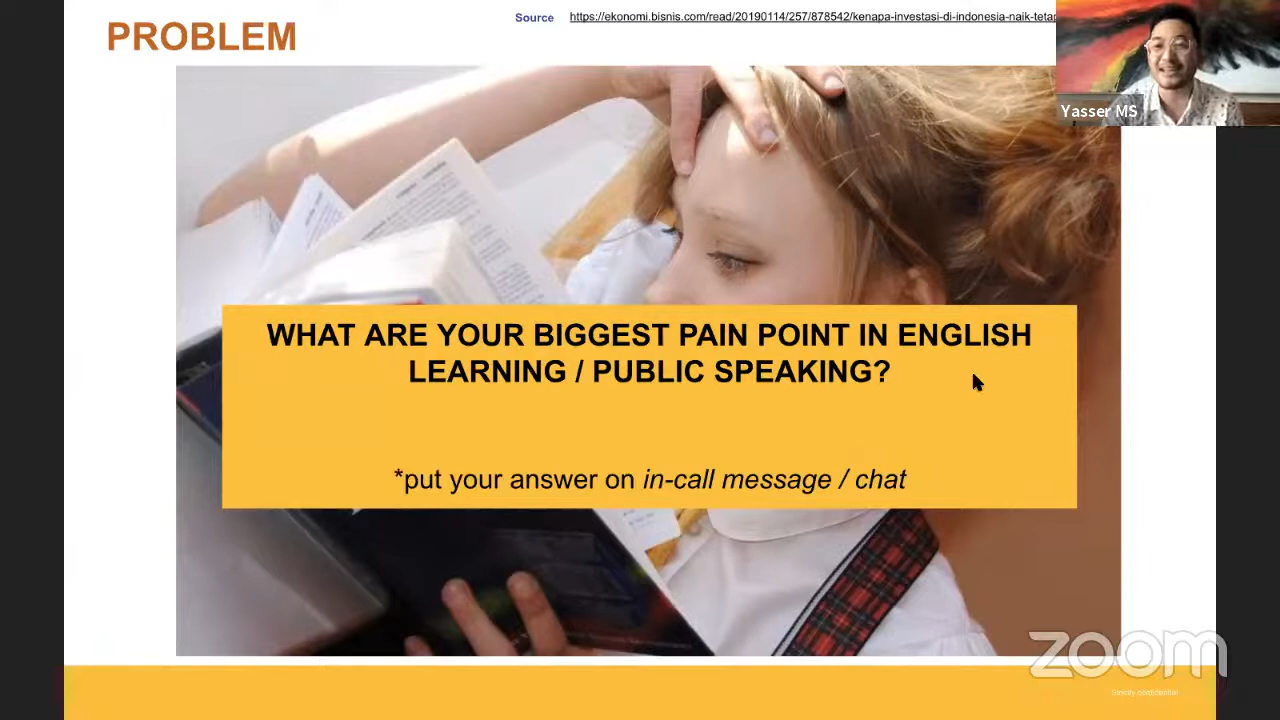 PROBLEM
Source https://ekonomi.bisnis.com/read/20190114/257/878542/kenapa-investasi-di-indonesia-naik-tetap
Yasser MS
WHAT ARE YOUR BIGGEST PAIN POINT IN ENGLISH
LEARNING / PUBLIC SPEAKING?
*put your answer on in-call message / chat
zoom
Strictly confidential